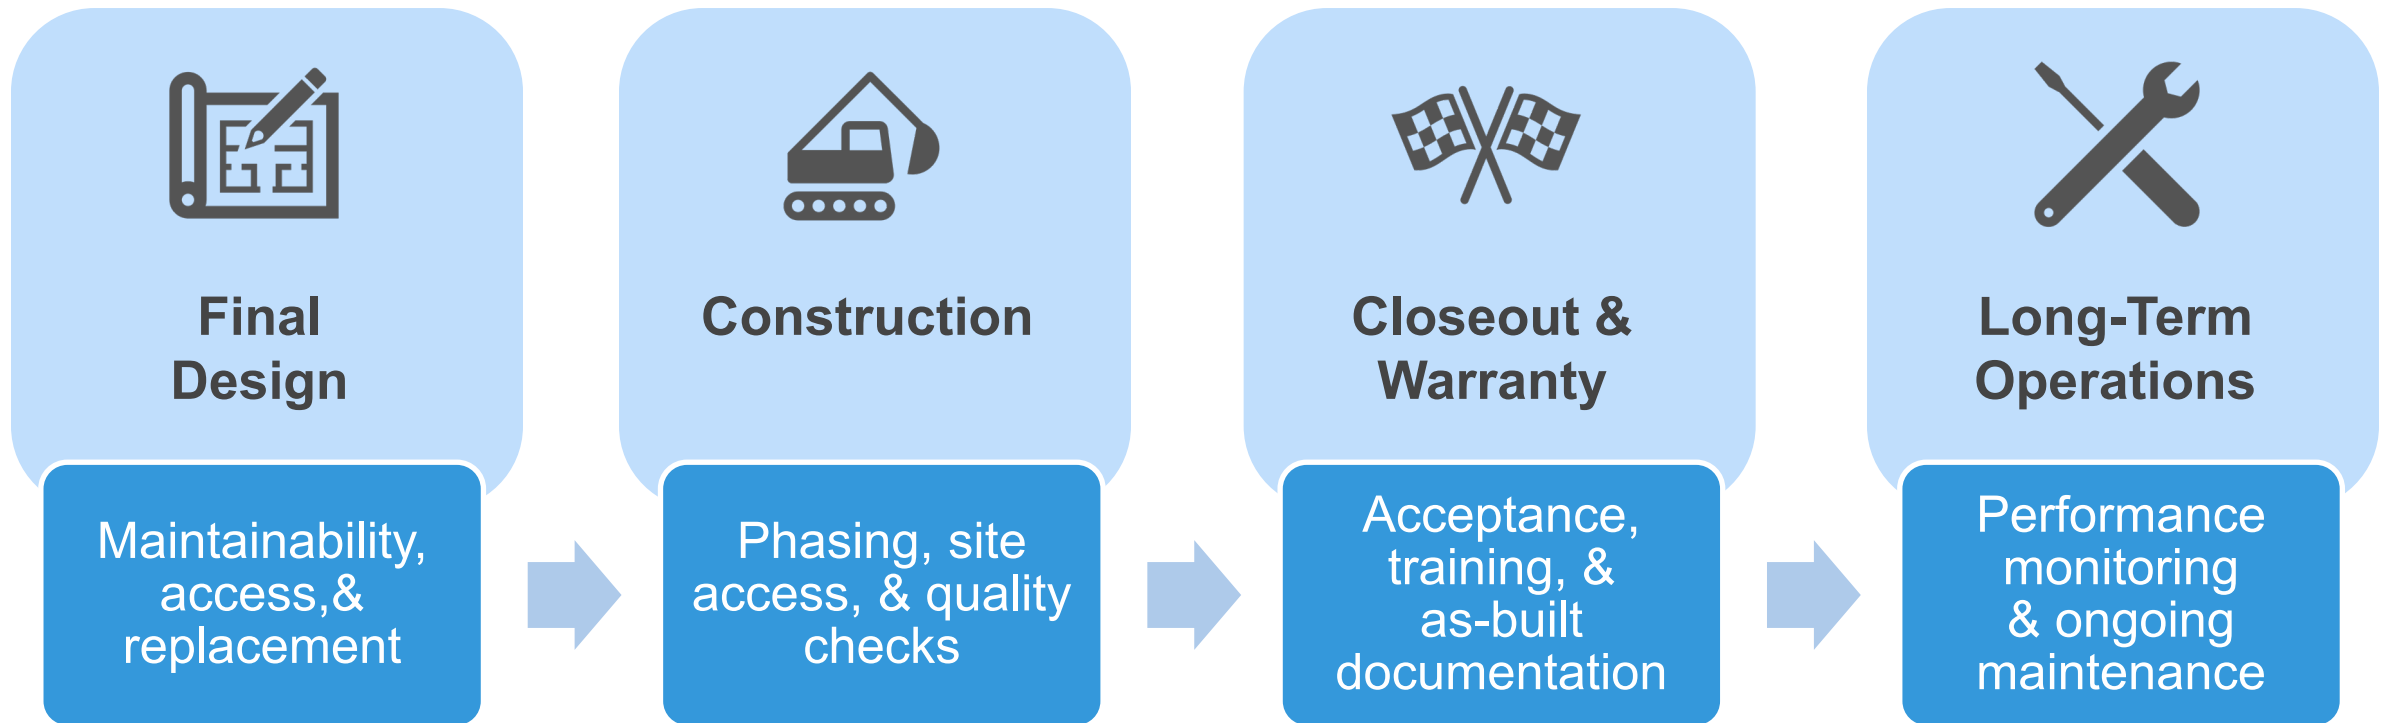 Final
Design
Maintainability,
access,&
replacement
Construction
Phasing, site
access, & quality
checks
Closeout &
Warranty
Acceptance,
training, &
as-built
documentation
Long-Term
Operations
Performance
monitoring
& ongoing
maintenance